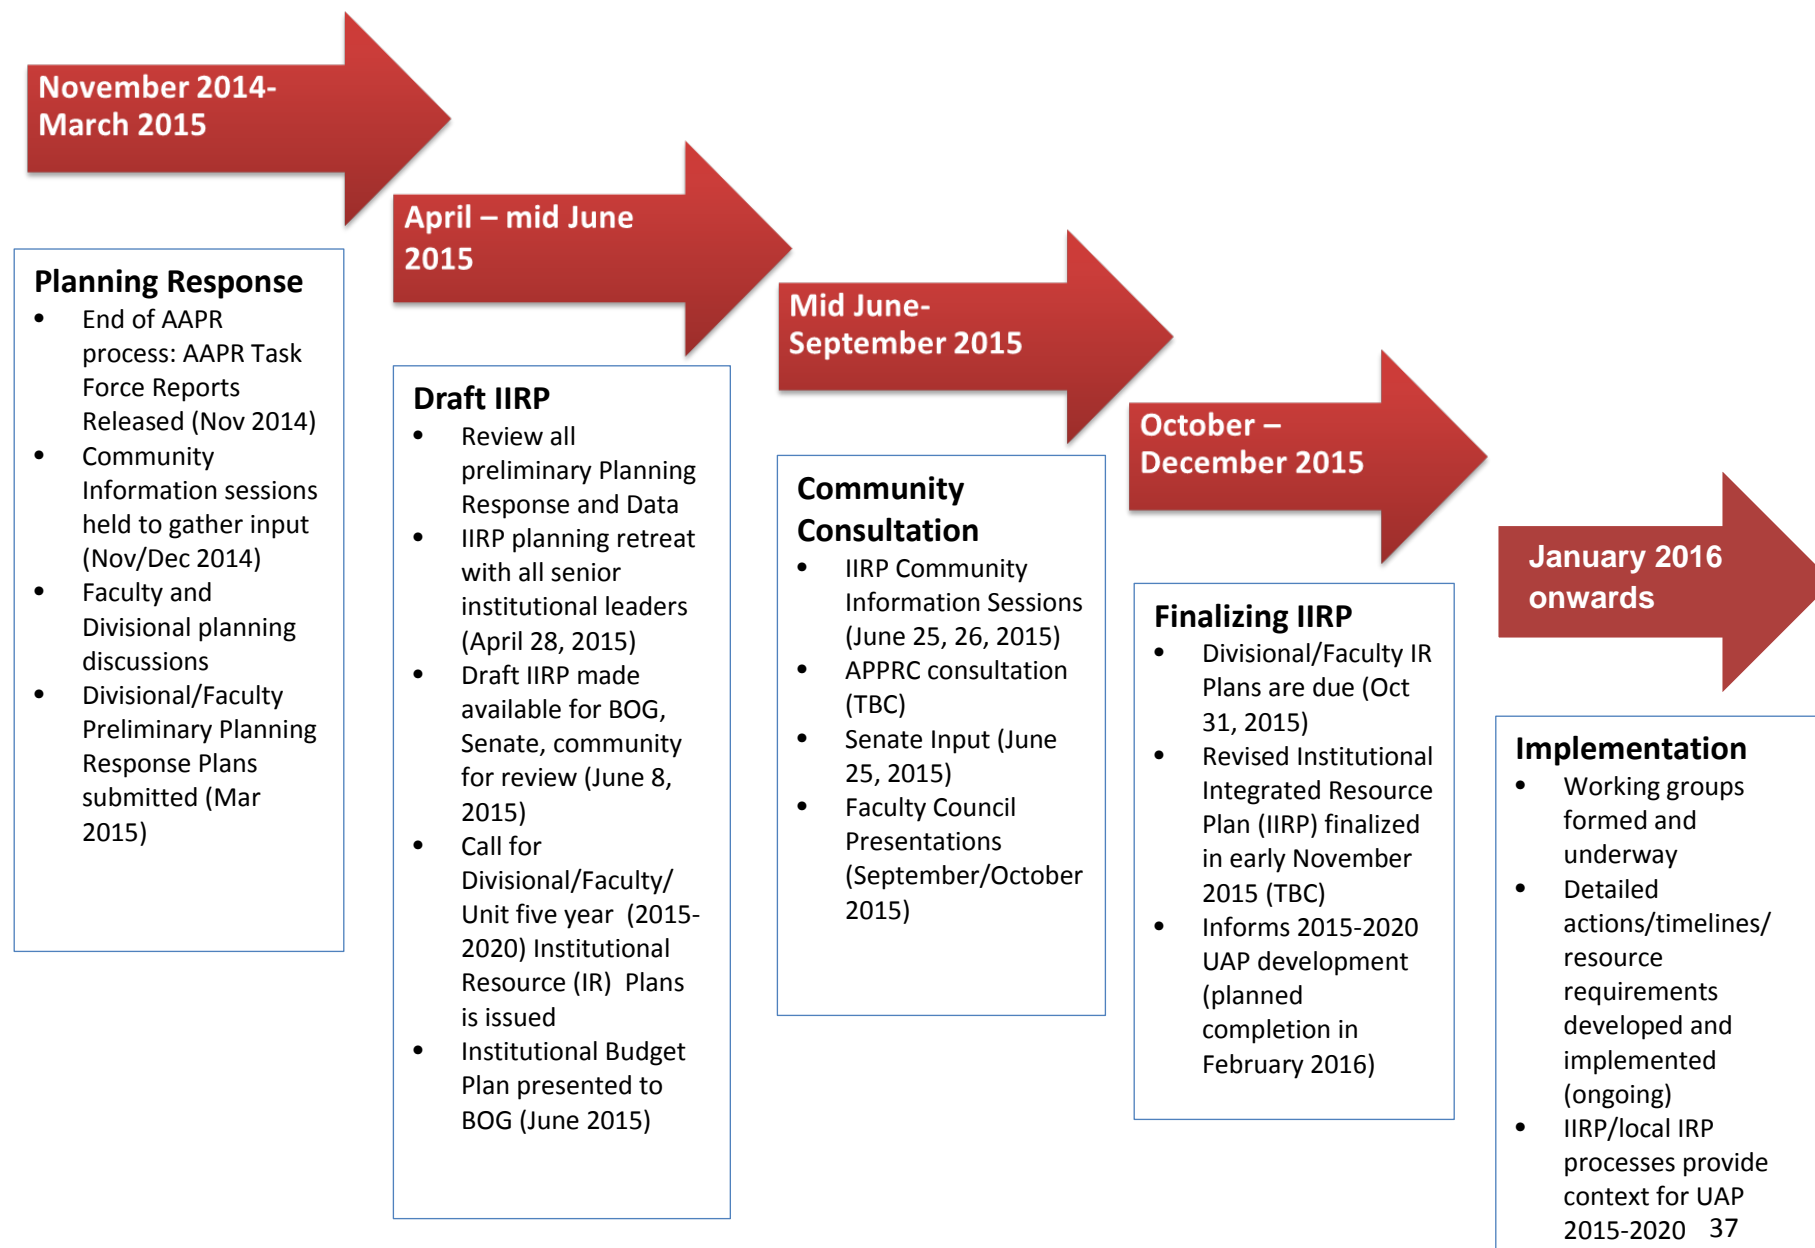 November 2014-
March 2015
Planning Response
• End of AAPR
process: AAPR Task
Force Reports
Released (Nov 2014)
• Community
Information sessions
held to gather input
(Nov/Dec 2014)
• Faculty and
Divisional planning
discussions
• Divisional/Faculty
Preliminary Planning
Response Plans
submitted (Mar
2015)
April – mid June
2015
Draft IIRP
• Review all
preliminary Planning
Response and Data
• IIRP planning retreat
with all senior
institutional leaders
(April 28, 2015)
• Draft IIRP made
available for BOG,
Senate, community
for review (June 8,
2015)
• Call for
Divisional/Faculty/
Unit five year (2015-
2020) Institutional
Resource (IR) Plans
is issued
• Institutional Budget
Plan presented to
BOG (June 2015)
Mid June-
September 2015
Community
Consultation
• IIRP Community
Information Sessions
(June 25, 26, 2015)
• APPRC consultation
(TBC)
• Senate Input (June
25, 2015)
• Faculty Council
Presentations
(September/October
2015)
October –
December 2015
Finalizing IIRP
• Divisional/Faculty IR
Plans are due (Oct
31, 2015)
• Revised Institutional
Integrated Resource
Plan (IIRP) finalized
in early November
2015 (TBC)
• Informs 2015-2020
UAP development
(planned
completion in
February 2016)
January 2016
onwards
Implementation
• Working groups
formed and
underway
• Detailed
actions/timelines/
resource
requirements
developed and
implemented
(ongoing)
• IIRP/local IRP
processes provide
context for UAP
2015-2020
37